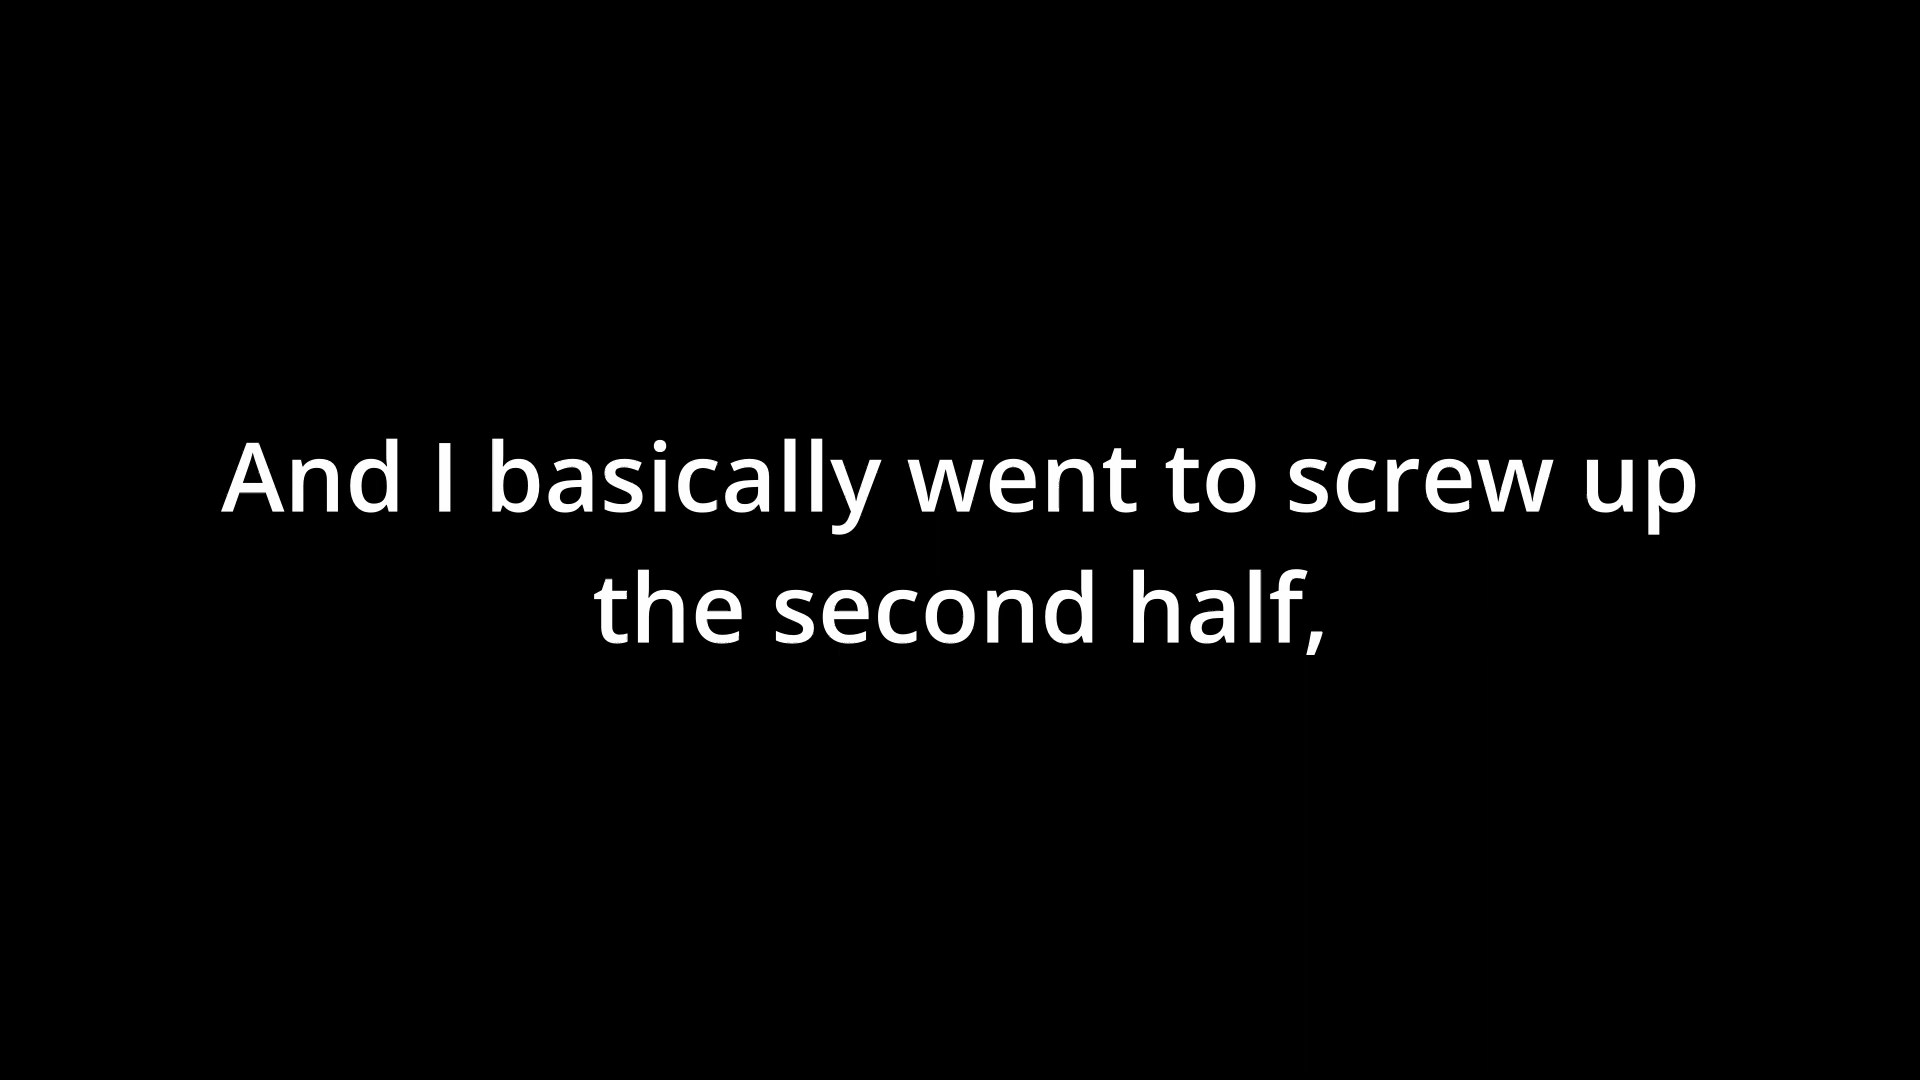 And I basically went to screw up
the second half,